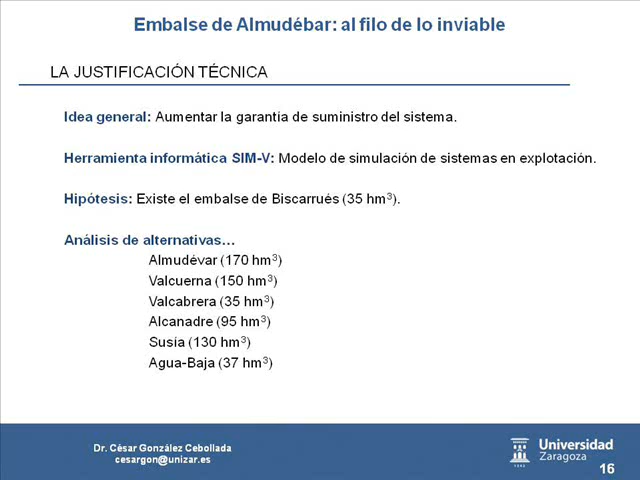 Embalse de Almudébar: al filo de lo inviable
LA JUSTIFICACIÓN TÉCNICA
Idea general: Aumentar la garantía de suministro del sistema.
Herramienta informática SIM-V: Modelo de simulación de sistemas en explotación.
Hipótesis: Existe el embalse de Biscarrués (35 hm³).
Análisis de alternativas…
Almudévar (170 hm³)
Valcuerna (150 hm³)
Valcabrera (35 hm³)
Alcanadre (95 hm³)
Susía (130 hm³)
Agua-Baja (37 hm³)
Dr. César González Cebollada
cesargon@unizar.es
Universidad
Zaragoza
1542
16